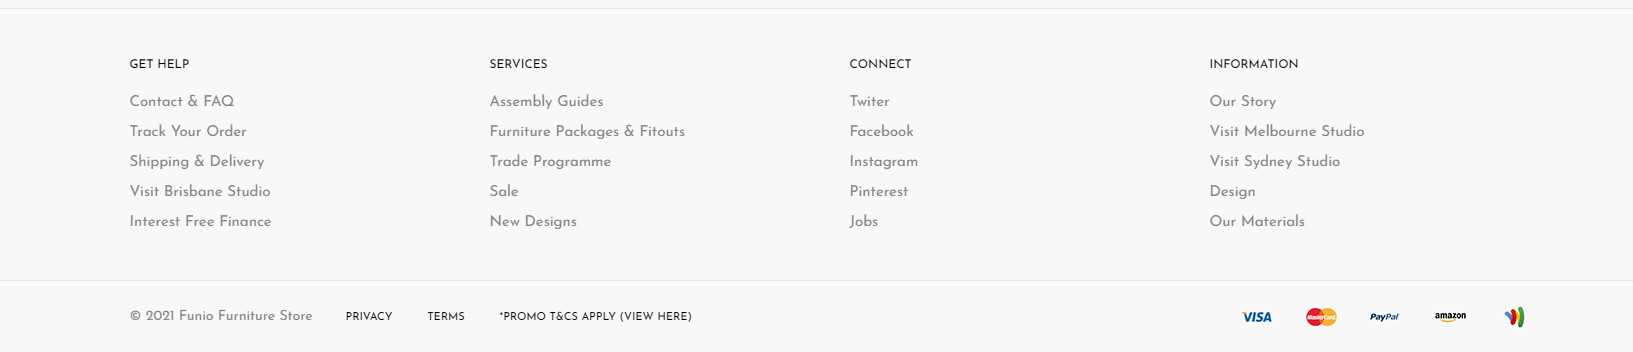 GET HELP
Contact & FAQ
Track Your Order
Shipping & Delivery
Visit Brisbane Studio
Interest Free Finance
SERVICES
Assembly Guides
Furniture Packages & Fitouts
Trade Programme
Sale
New Designs
CONNECT
Twiter
Facebook
Instagram
Pinterest
Jobs
INFORMATION
Our Story
Visit Melbourne Studio
Visit Sydney Studio
Design
Our Materials
© 2021 Funio Furniture Store PRIVACY TERMS *PROMO T&CS APPLY (VIEW HERE) VISA MasterCard PayPal amazon